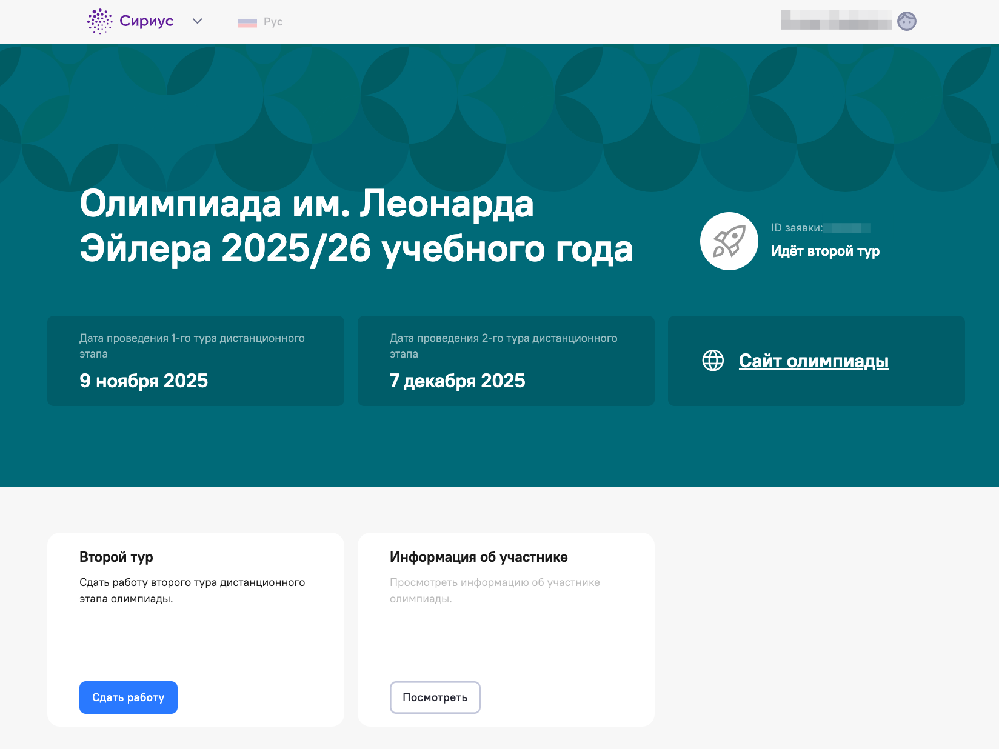 Сириус
Рус
Олимпиада им. Леонарда
Эйлера 2025/26 учебного года
ID заявки:
Идёт второй тур
Дата проведения 1-го тура дистанционного
этапа
9 ноября 2025
Дата проведения 2-го тура дистанционного
этапа
7 декабря 2025
Сайт олимпиады
Второй тур
Сдать работу второго тура дистанционного
этапа олимпиады.
Сдать работу
Информация об участнике
Просмотреть информацию об участнике
олимпиады.
Посмотреть